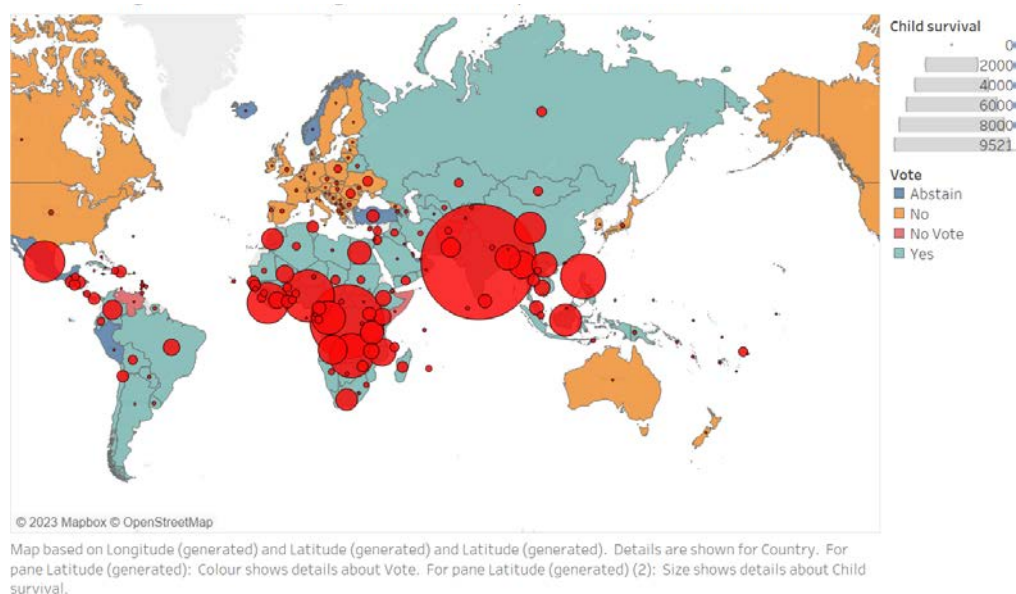 Child survival
0
2000
4000
6000
8000
9521
Vote
Abstain
No
No Vote
Yes
© 2023 Mapbox © OpenStreetMap
Map based on Longitude (generated) and Latitude (generated) and Latitude (generated). Details are shown for Country. For
pane Latitude (generated): Colour shows details about Vote. For pane Latitude (generated) (2): Size shows details about Child
survival.